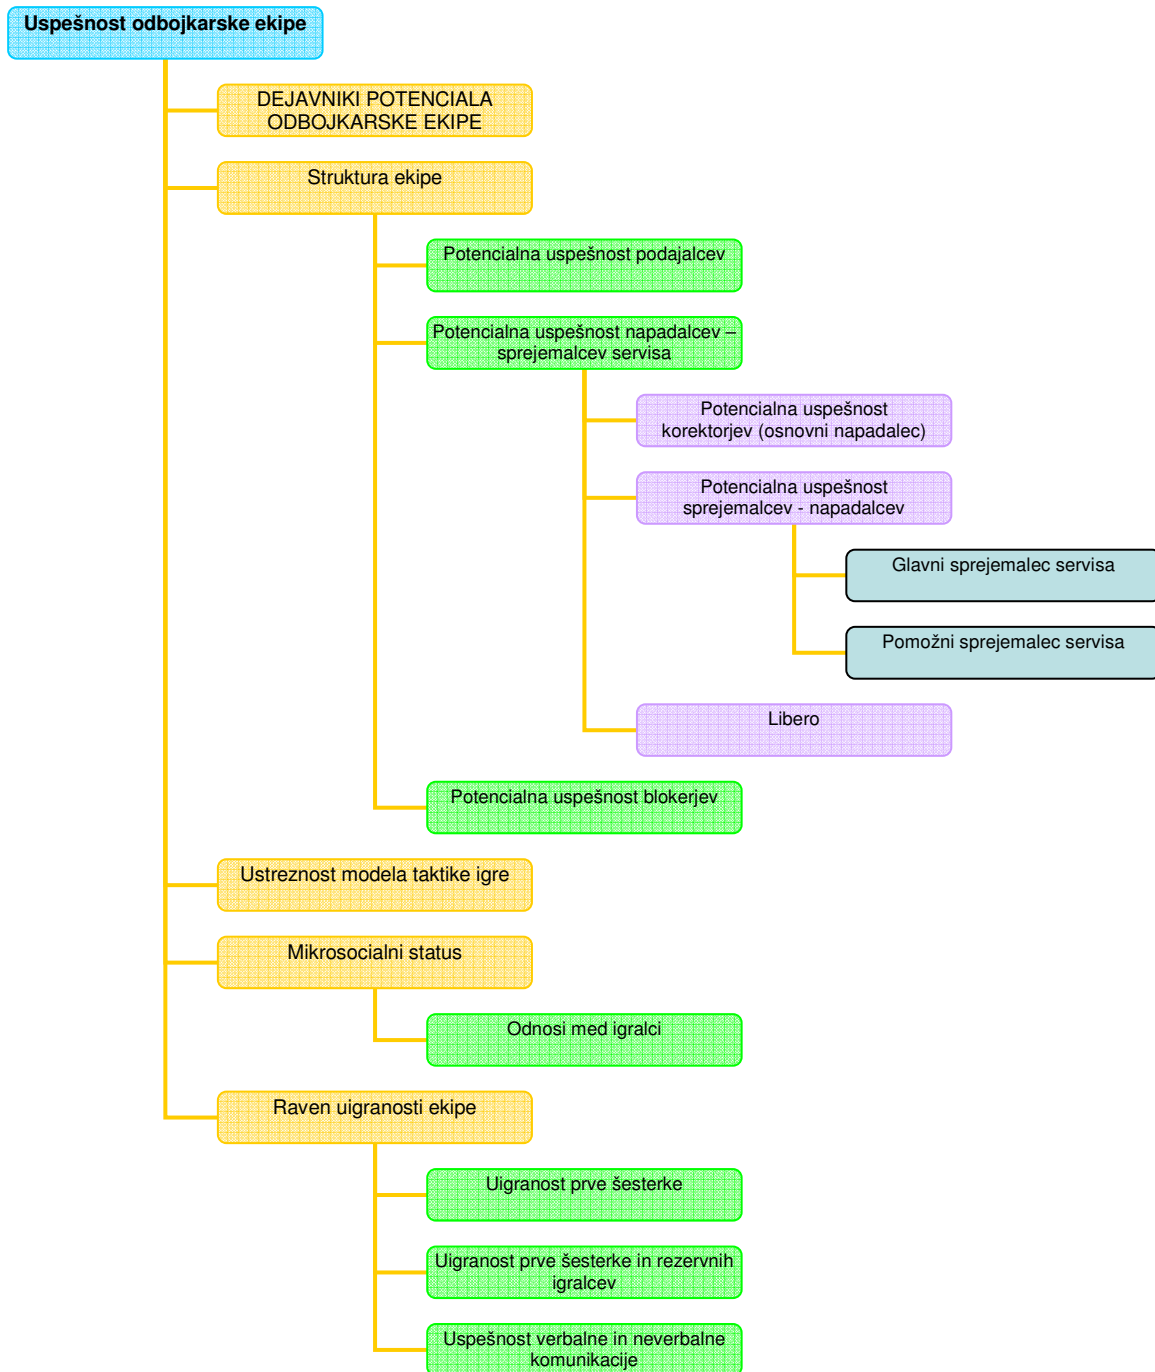 Uspešnost odbojkarske ekipe
DEJAVNIKI POTENCIALA
ODBOJKARSKE EKIPE
Struktura ekipe
Potencialna uspešnost podajalcev
Potencialna uspešnost napadalcev –
sprejemalcev servisa
Potencialna uspešnost
korektorjev (osnovni napadalec)
Potencialna uspešnost
sprejemalcev - napadalcev
Glavni sprejemalec servisa
Pomožni sprejemalec servisa
Libero
Potencialna uspešnost blokerjev
Ustreznost modela taktike igre
Mikrosocialni status
Odnosi med igralci
Raven uigranosti ekipe
Uigranost prve šesterke
Uigranost prve šesterke in rezervnih
igralcev
Uspešnost verbalne in neverbalne
komunikacije